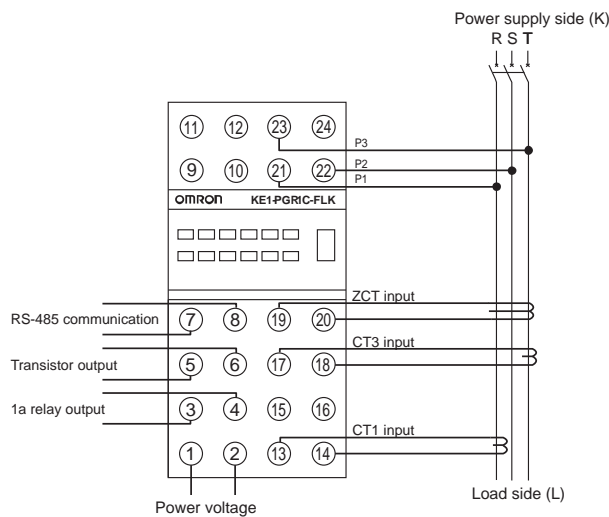 Power supply side (K)
R S T
11 12 23 24
P3
9 10 21 22
P2
P1
OMRON KE1-PGRIC-FLK
ZCT input
RS-485 communication
7 8 19 20
CT3 input
Transistor output
5 6 17 18
1a relay output
3 4 15 16
CT1 input
1 2 13 14
Load side (L)
Power voltage